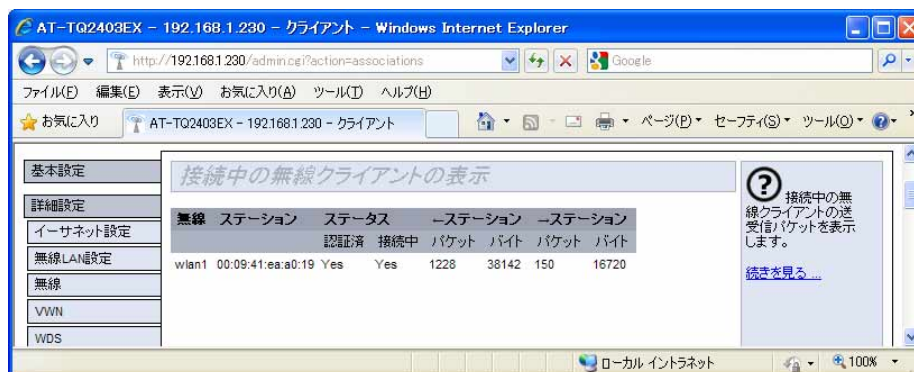 AT-TQ2403EX - 192.168.1.230 - クライアント - Windows Internet Explorer
http://192.168.1.230/admin.cgi?action=associations
Google
ファイル(F) 編集(E) 表示(V) お気に入り(A) ツール(T) ヘルプ(H)
お気に入り AT-TQ2403EX - 192.168.1.230 - クライアント ページ(P) セーフティ(S) ツール(O)
基本設定
詳細設定
イーサネット設定
無線LAN設定
無線
VWN
WDS
接続中の無線クライアントの表示
無線 ステーション ステータス ←ステーション →ステーション
認証済 接続中 パケット バイト パケット バイト
wlan1 00:09:41:ea:a0:19 Yes Yes 1228 38142 150 16720
接続中の無
線クライアントの送
受信パケットを表示
します。
続きを見る ...
ローカル イントラネット 100%